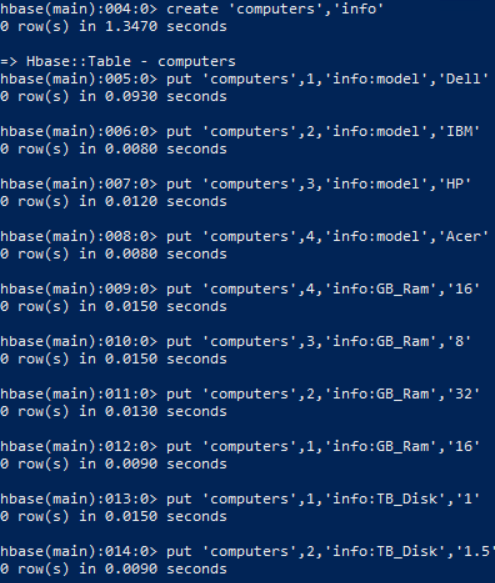 hbase(main):004:0> create 'computers','info'
0 row(s) in 1.3470 seconds
=> Hbase::Table - computers
hbase(main):005:0> put 'computers',1,'info:model','Dell'
0 row(s) in 0.0930 seconds
hbase(main):006:0> put 'computers',2,'info:model','IBM'
0 row(s) in 0.0080 seconds
hbase(main):007:0> put 'computers',3,'info:model','HP'
0 row(s) in 0.0120 seconds
hbase(main):008:0> put 'computers',4,'info:model','Acer'
0 row(s) in 0.0080 seconds
hbase(main):009:0> put 'computers',4,'info:GB_Ram','16'
0 row(s) in 0.0150 seconds
hbase(main):010:0> put 'computers',3,'info:GB_Ram','8'
0 row(s) in 0.0150 seconds
hbase(main):011:0> put 'computers',2,'info:GB_Ram','32'
0 row(s) in 0.0130 seconds
hbase(main):012:0> put 'computers',1,'info:GB_Ram','16'
0 row(s) in 0.0090 seconds
hbase(main):013:0> put 'computers',1,'info:TB_Disk','1'
0 row(s) in 0.0150 seconds
hbase(main):014:0> put 'computers',2,'info:TB_Disk','1.5'
0 row(s) in 0.0090 seconds